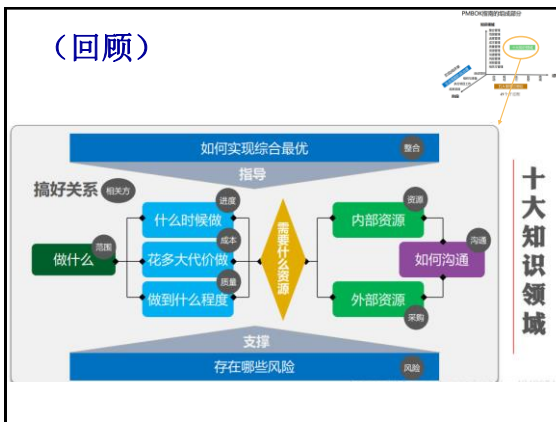 PMBOK指南的组成部分
（回顾）
如何实现综合最优
整合
指导
搞好关系
相关方
进度
什么时候做
资源
内部资源
范围
做什么
成本
花多大代价做
需要什么资源
沟通
如何沟通
质量
做到什么程度
外部资源
采购
支撑
存在哪些风险
风险
十大知识领域